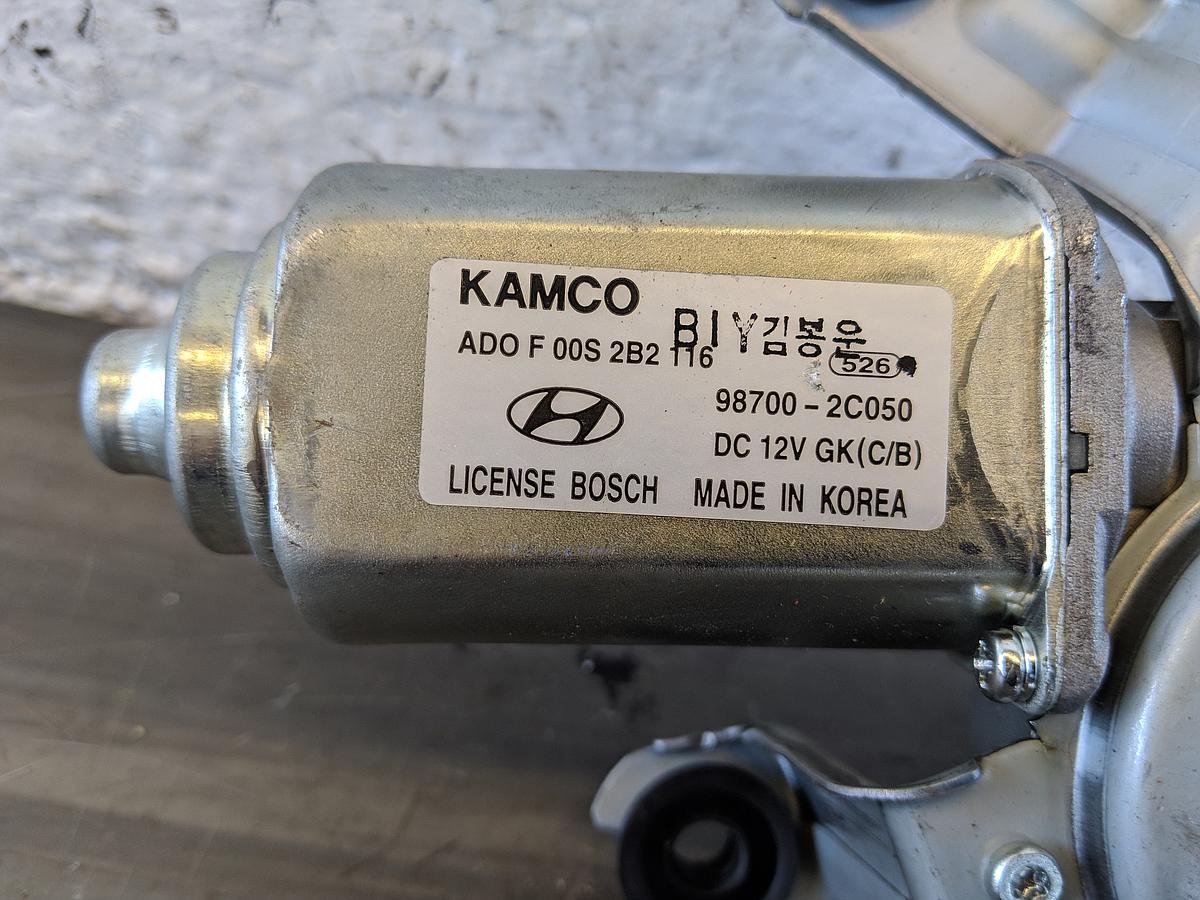 KAMCO
BIY김봉운
ADO F 00S 2B2 116
526
98700-2C050
DC 12V GK(C/B)
LICENSE BOSCH MADE IN KOREA